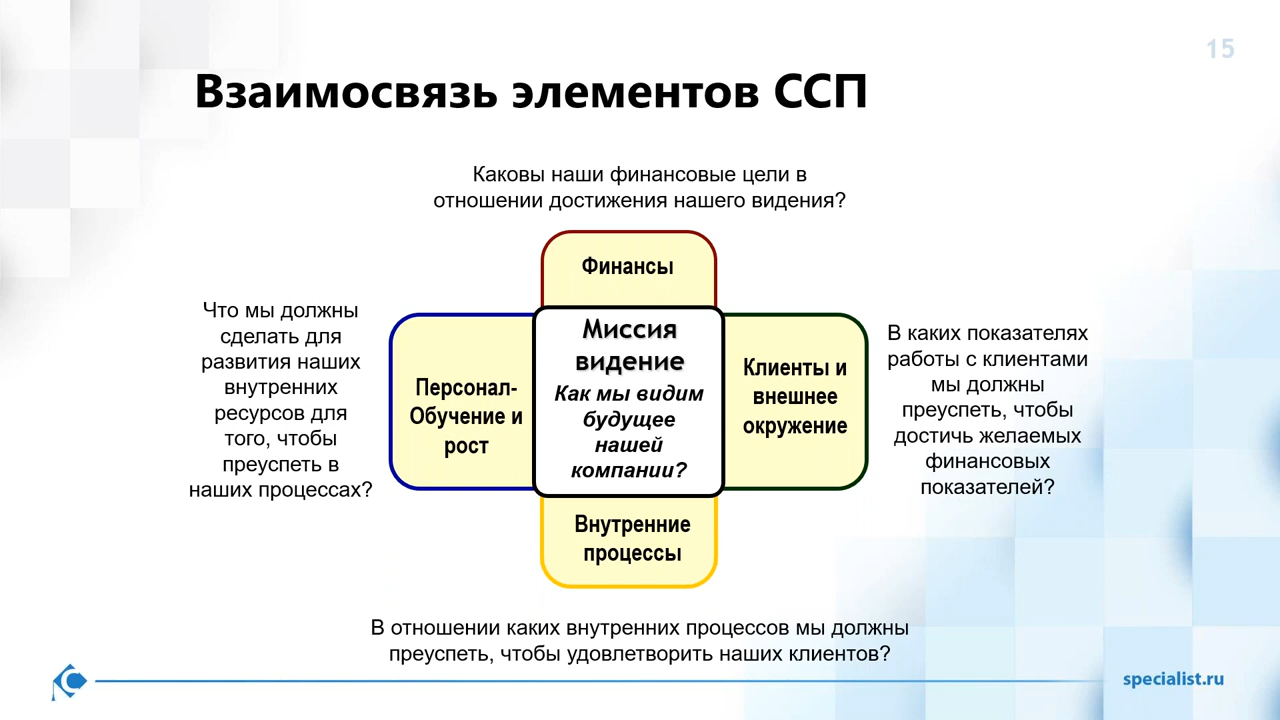 15
Взаимосвязь элементов ССП
Каковы наши финансовые цели в
отношении достижения нашего видения?
Финансы
Что мы должны
сделать для
развития наших
внутренних
ресурсов для
того, чтобы
преуспеть в
наших процессах?
Персонал-
Обучение и
рост
Миссия
видение
Как мы видим
будущее
нашей
компании?
Клиенты и
внешнее
окружение
В каких показателях
работы с клиентами
мы должны
преуспеть, чтобы
достичь желаемых
финансовых
показателей?
Внутренние
процессы
В отношении каких внутренних процессов мы должны
преуспеть, чтобы удовлетворить наших клиентов?
specialist.ru